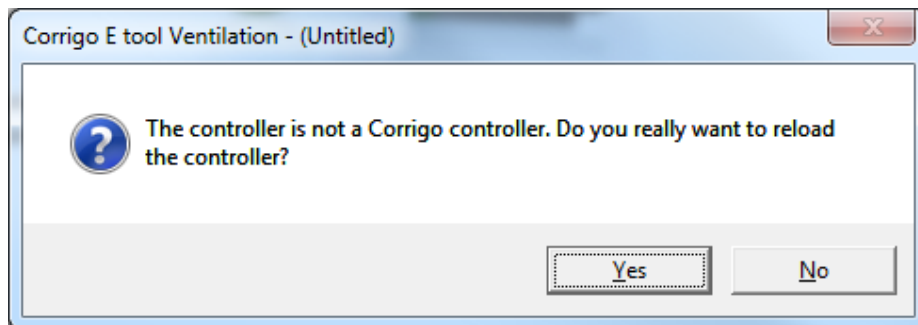 Corrigo E tool Ventilation - (Untitled)
The controller is not a Corrigo controller. Do you really want to reload
the controller?
Yes
No